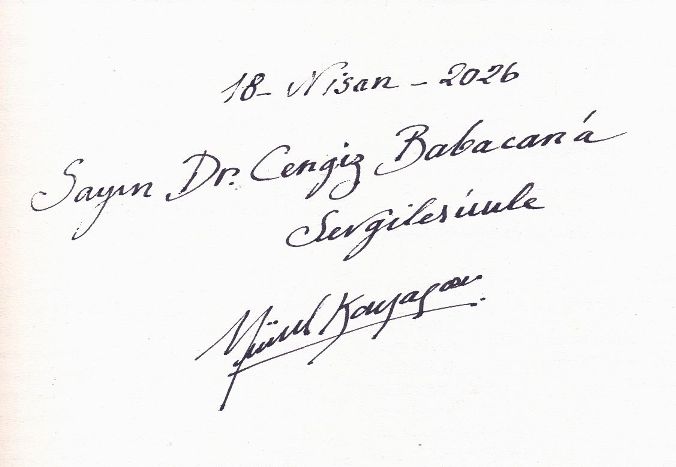 18 - Nisan - 2026
Sayın Dr. Cengiz Babacan'a
Sevgilerimle